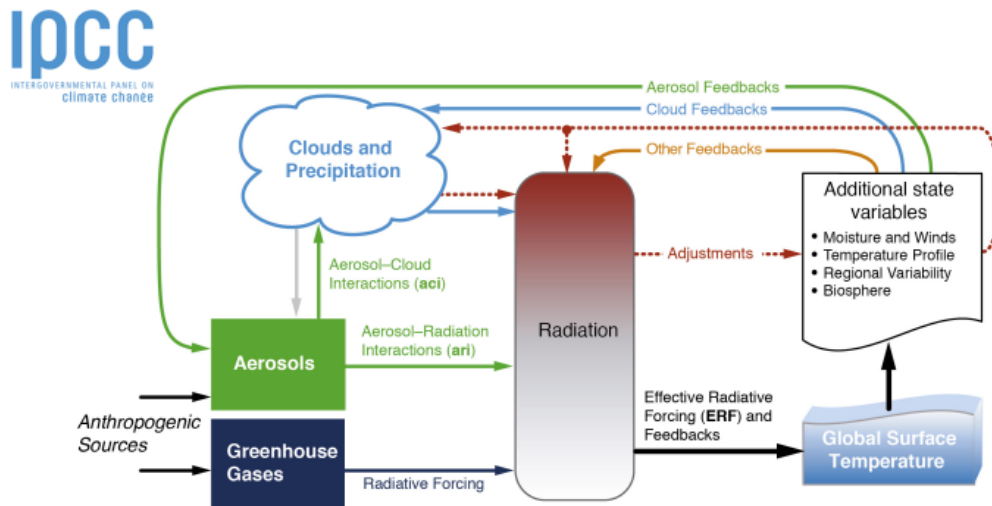 ipcc
INTERGOVERNMENTAL PANEL ON
climate change
Aerosol Feedbacks
Cloud Feedbacks
Other Feedbacks
Clouds and
Precipitation
Additional state
variables
• Moisture and Winds
• Temperature Profile
• Regional Variability
• Biosphere
Adjustments
Aerosol–Cloud
Interactions (aci)
Aerosol–Radiation
Interactions (ari)
Radiation
Aerosols
Anthropogenic
Sources
Greenhouse
Gases
Radiative Forcing
Effective Radiative
Forcing (ERF) and
Feedbacks
Global Surface
Temperature